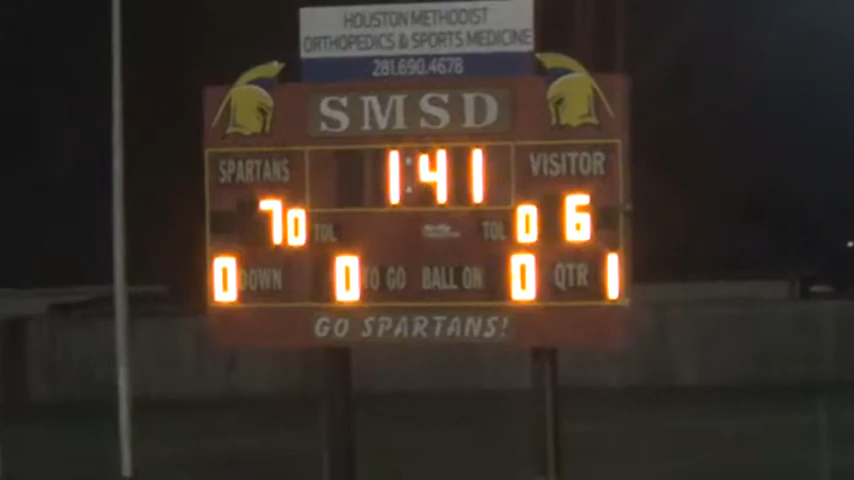 HOUSTON METHODIST
ORTHOPEDICS & SPORTS MEDICINE
281.690.4678
SMSD
SPARTANS 1:41 VISITOR
70 TOL TOL 0 6
0 DOWN 0 TO GO BALL ON 0 QTR 1
GO SPARTANS!